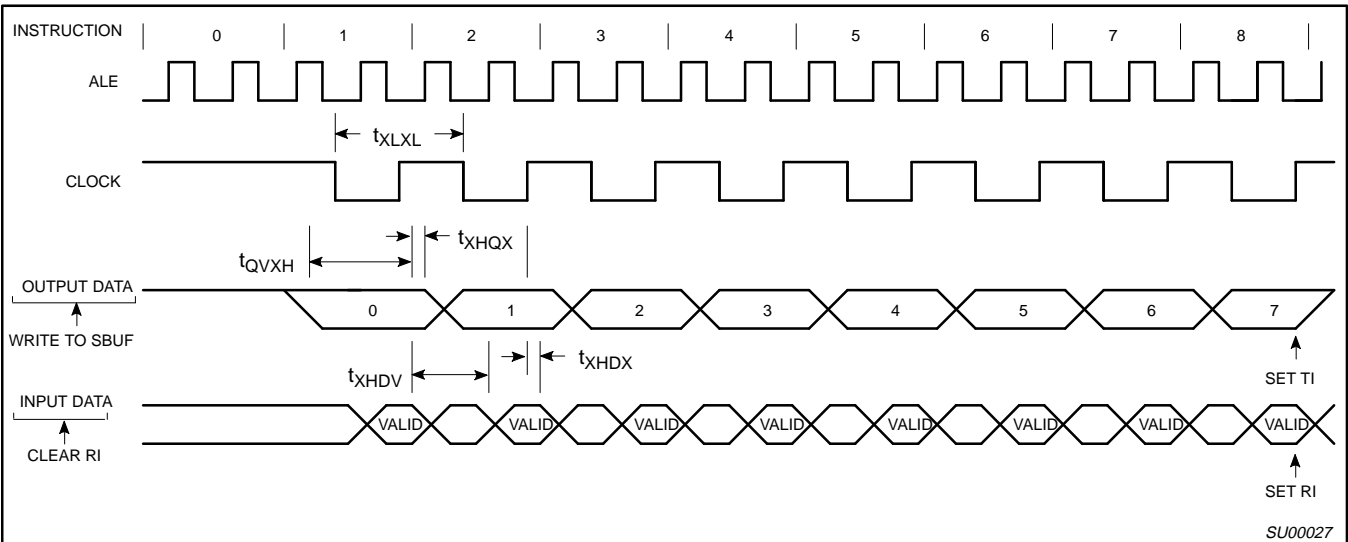 INSTRUCTION 0 1 2 3 4 5 6 7 8
ALE
tXLXL
CLOCK
tXHQX
tQVXH
OUTPUT DATA
0 1 2 3 4 5 6 7
WRITE TO SBUF
tXHDX
tXHDV
SET TI
INPUT DATA
VALID VALID VALID VALID VALID VALID VALID VALID
CLEAR RI
SET RI
SU00027